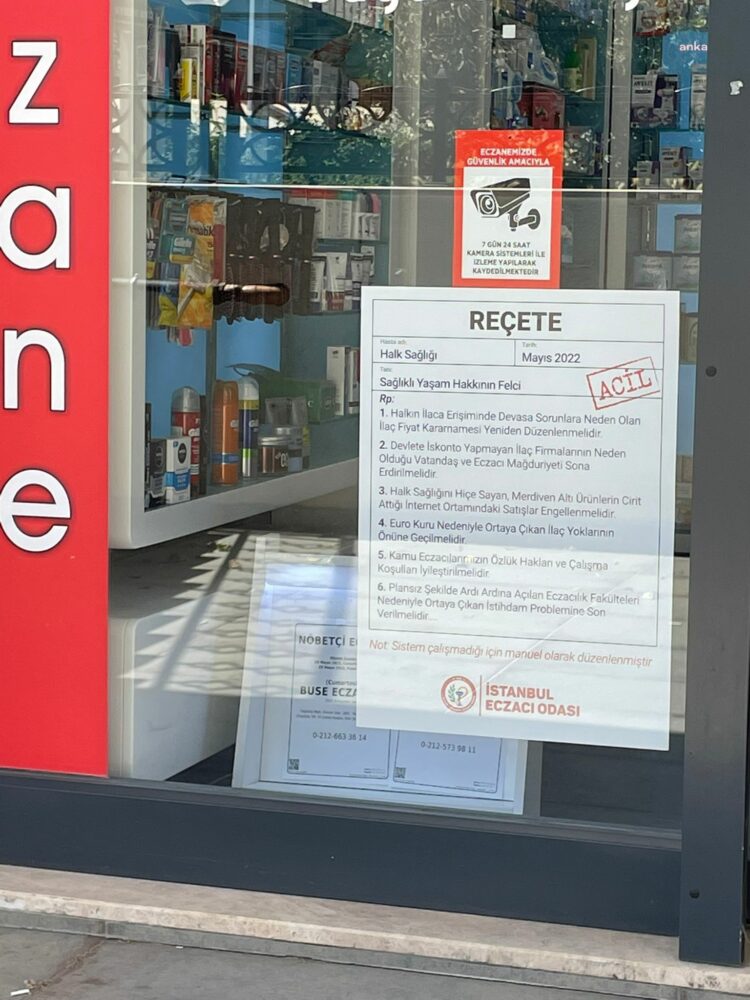 z
a
n
e
anka
ECZANEMİZDE
GÜVENLİK AMACIYLA
7 GÜN 24 SAAT
KAMERA SİSTEMLERİ İLE
İZLEME YAPILARAK
KAYDEDİLMEKTEDİR
REÇETE
Hasta adı:
Halk Sağlığı
Tarih:
Mayıs 2022
Tanı:
Sağlıklı Yaşam Hakkının Felci
ACİL
Rp:
1. Halkın İlaca Erişiminde Devasa Sorunlara Neden Olan
İlaç Fiyat Kararnamesi Yeniden Düzenlenmelidir.
2. Devlete İskonto Yapmayan İlaç Firmalarının Neden
Olduğu Vatandaş ve Eczacı Mağduriyeti Sona
Erdirilmelidir.
3. Halk Sağlığını Hiçe Sayan, Merdiven Altı Ürünlerin Cirit
Attığı İnternet Ortamındaki Satışlar Engellenmelidir.
4. Euro Kuru Nedeniyle Ortaya Çıkan İlaç Yoklarının
Önüne Geçilmelidir.
5. Kamu Eczacılarımızın Özlük Hakları ve Çalışma
Koşulları İyileştirilmelidir.
6. Plansız Şekilde Ardı Ardına Açılan Eczacılık Fakülteleri
Nedeniyle Ortaya Çıkan İstihdam Problemine Son
Verilmelidir....
Not: Sistem çalışmadığı için manuel olarak düzenlenmiştir.
İSTANBUL
ECZACI ODASI
NÖBETÇİ
BUSE ECZA
0-212-663 36 14
0-212-573 98 11